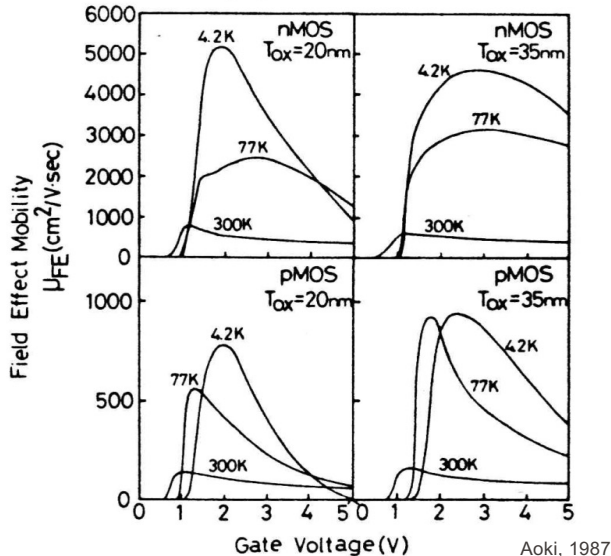 nMOS
Tox=20nm
4.2K
77K
300K
6000
5000
4000
3000
2000
1000
0
nMOS
Tox=35nm
4.2K
77K
300K
pMOS
Tox=20nm
4.2K
77K
300K
1000
500
0
pMOS
Tox=35nm
4.2K
77K
300K
0 1 2 3 4 5
0 1 2 3 4 5
Field Effect Mobility
μFE(cm²/V·sec)
Gate Voltage(V)
Aoki, 1987